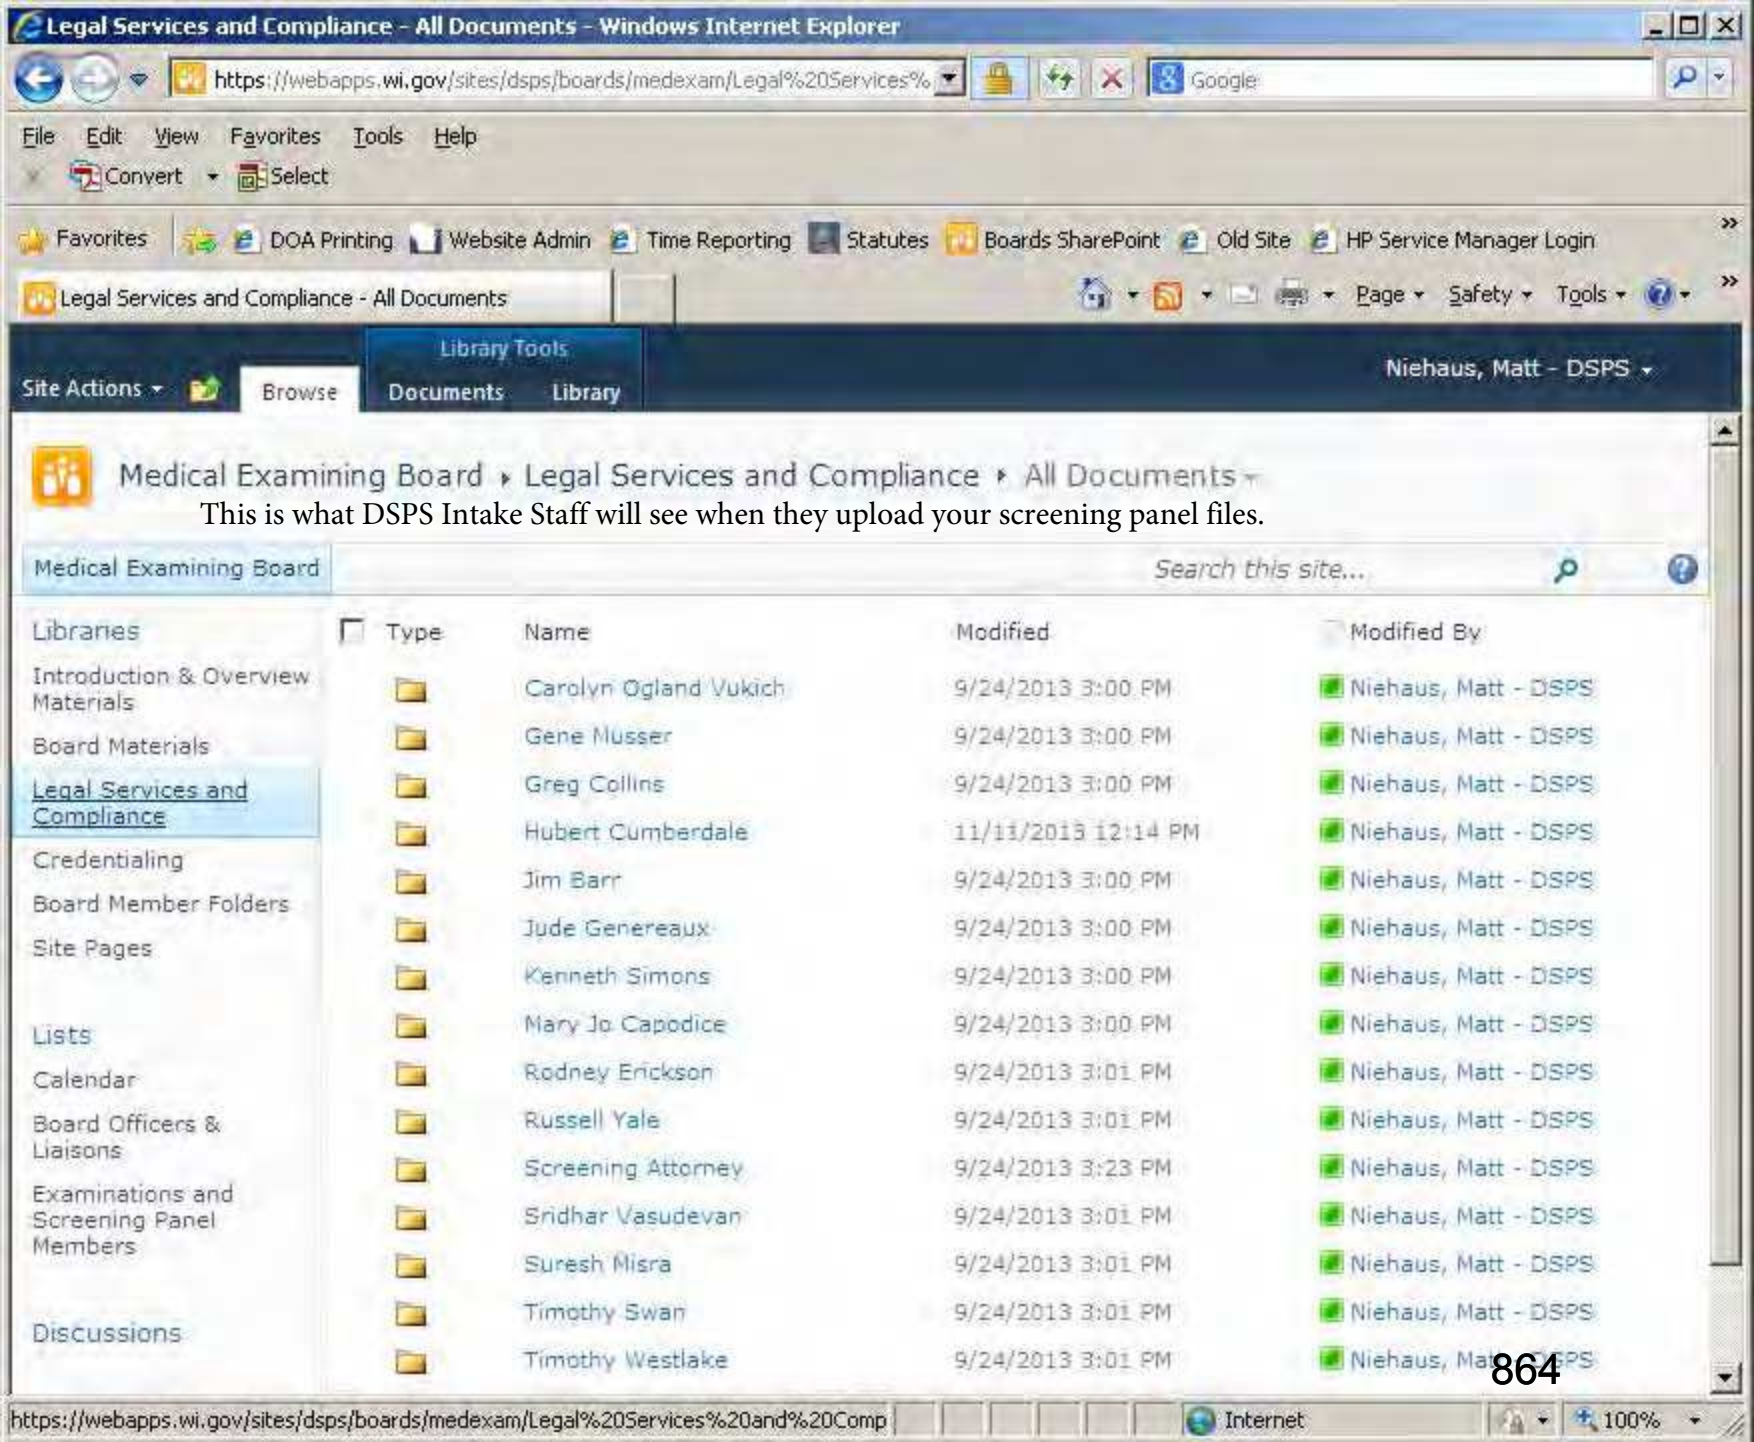 Legal Services and Compliance - All Documents - Windows Internet Explorer
https://webapps.wi.gov/sites/dsps/boards/medexam/Legal%20Services% Google
File Edit View Favorites Tools Help
Convert Select
Favorites DOA Printing Website Admin Time Reporting Statutes Boards SharePoint Old Site HP Service Manager Login »
Legal Services and Compliance - All Documents Page Safety Tools »
Library Tools
Niehaus, Matt - DSPS
Site Actions Browse Documents Library
Medical Examining Board ▸ Legal Services and Compliance ▸ All Documents
This is what DSPS Intake Staff will see when they upload your screening panel files.
Medical Examining Board Search this site...
Libraries
Introduction & Overview
Materials
Board Materials
Legal Services and
Compliance
Credentialing
Board Member Folders
Site Pages
Lists
Calendar
Board Officers &
Liaisons
Examinations and
Screening Panel
Members
Discussions
Type Name Modified Modified By
Carolyn Ogland Vukich 9/24/2013 3:00 PM Niehaus, Matt - DSPS
Gene Musser 9/24/2013 3:00 PM Niehaus, Matt - DSPS
Greg Collins 9/24/2013 3:00 PM Niehaus, Matt - DSPS
Hubert Cumberdale 11/11/2013 12:14 PM Niehaus, Matt - DSPS
Jim Barr 9/24/2013 3:00 PM Niehaus, Matt - DSPS
Jude Genereaux 9/24/2013 3:00 PM Niehaus, Matt - DSPS
Kenneth Simons 9/24/2013 3:00 PM Niehaus, Matt - DSPS
Mary Jo Capodice 9/24/2013 3:00 PM Niehaus, Matt - DSPS
Rodney Erickson 9/24/2013 3:01 PM Niehaus, Matt - DSPS
Russell Yale 9/24/2013 3:01 PM Niehaus, Matt - DSPS
Screening Attorney 9/24/2013 3:23 PM Niehaus, Matt - DSPS
Sridhar Vasudevan 9/24/2013 3:01 PM Niehaus, Matt - DSPS
Suresh Misra 9/24/2013 3:01 PM Niehaus, Matt - DSPS
Timothy Swan 9/24/2013 3:01 PM Niehaus, Matt - DSPS
Timothy Westlake 9/24/2013 3:01 PM Niehaus, Ma 864 PS
https://webapps.wi.gov/sites/dsps/boards/medexam/Legal%20Services%20and%20Comp Internet 100%